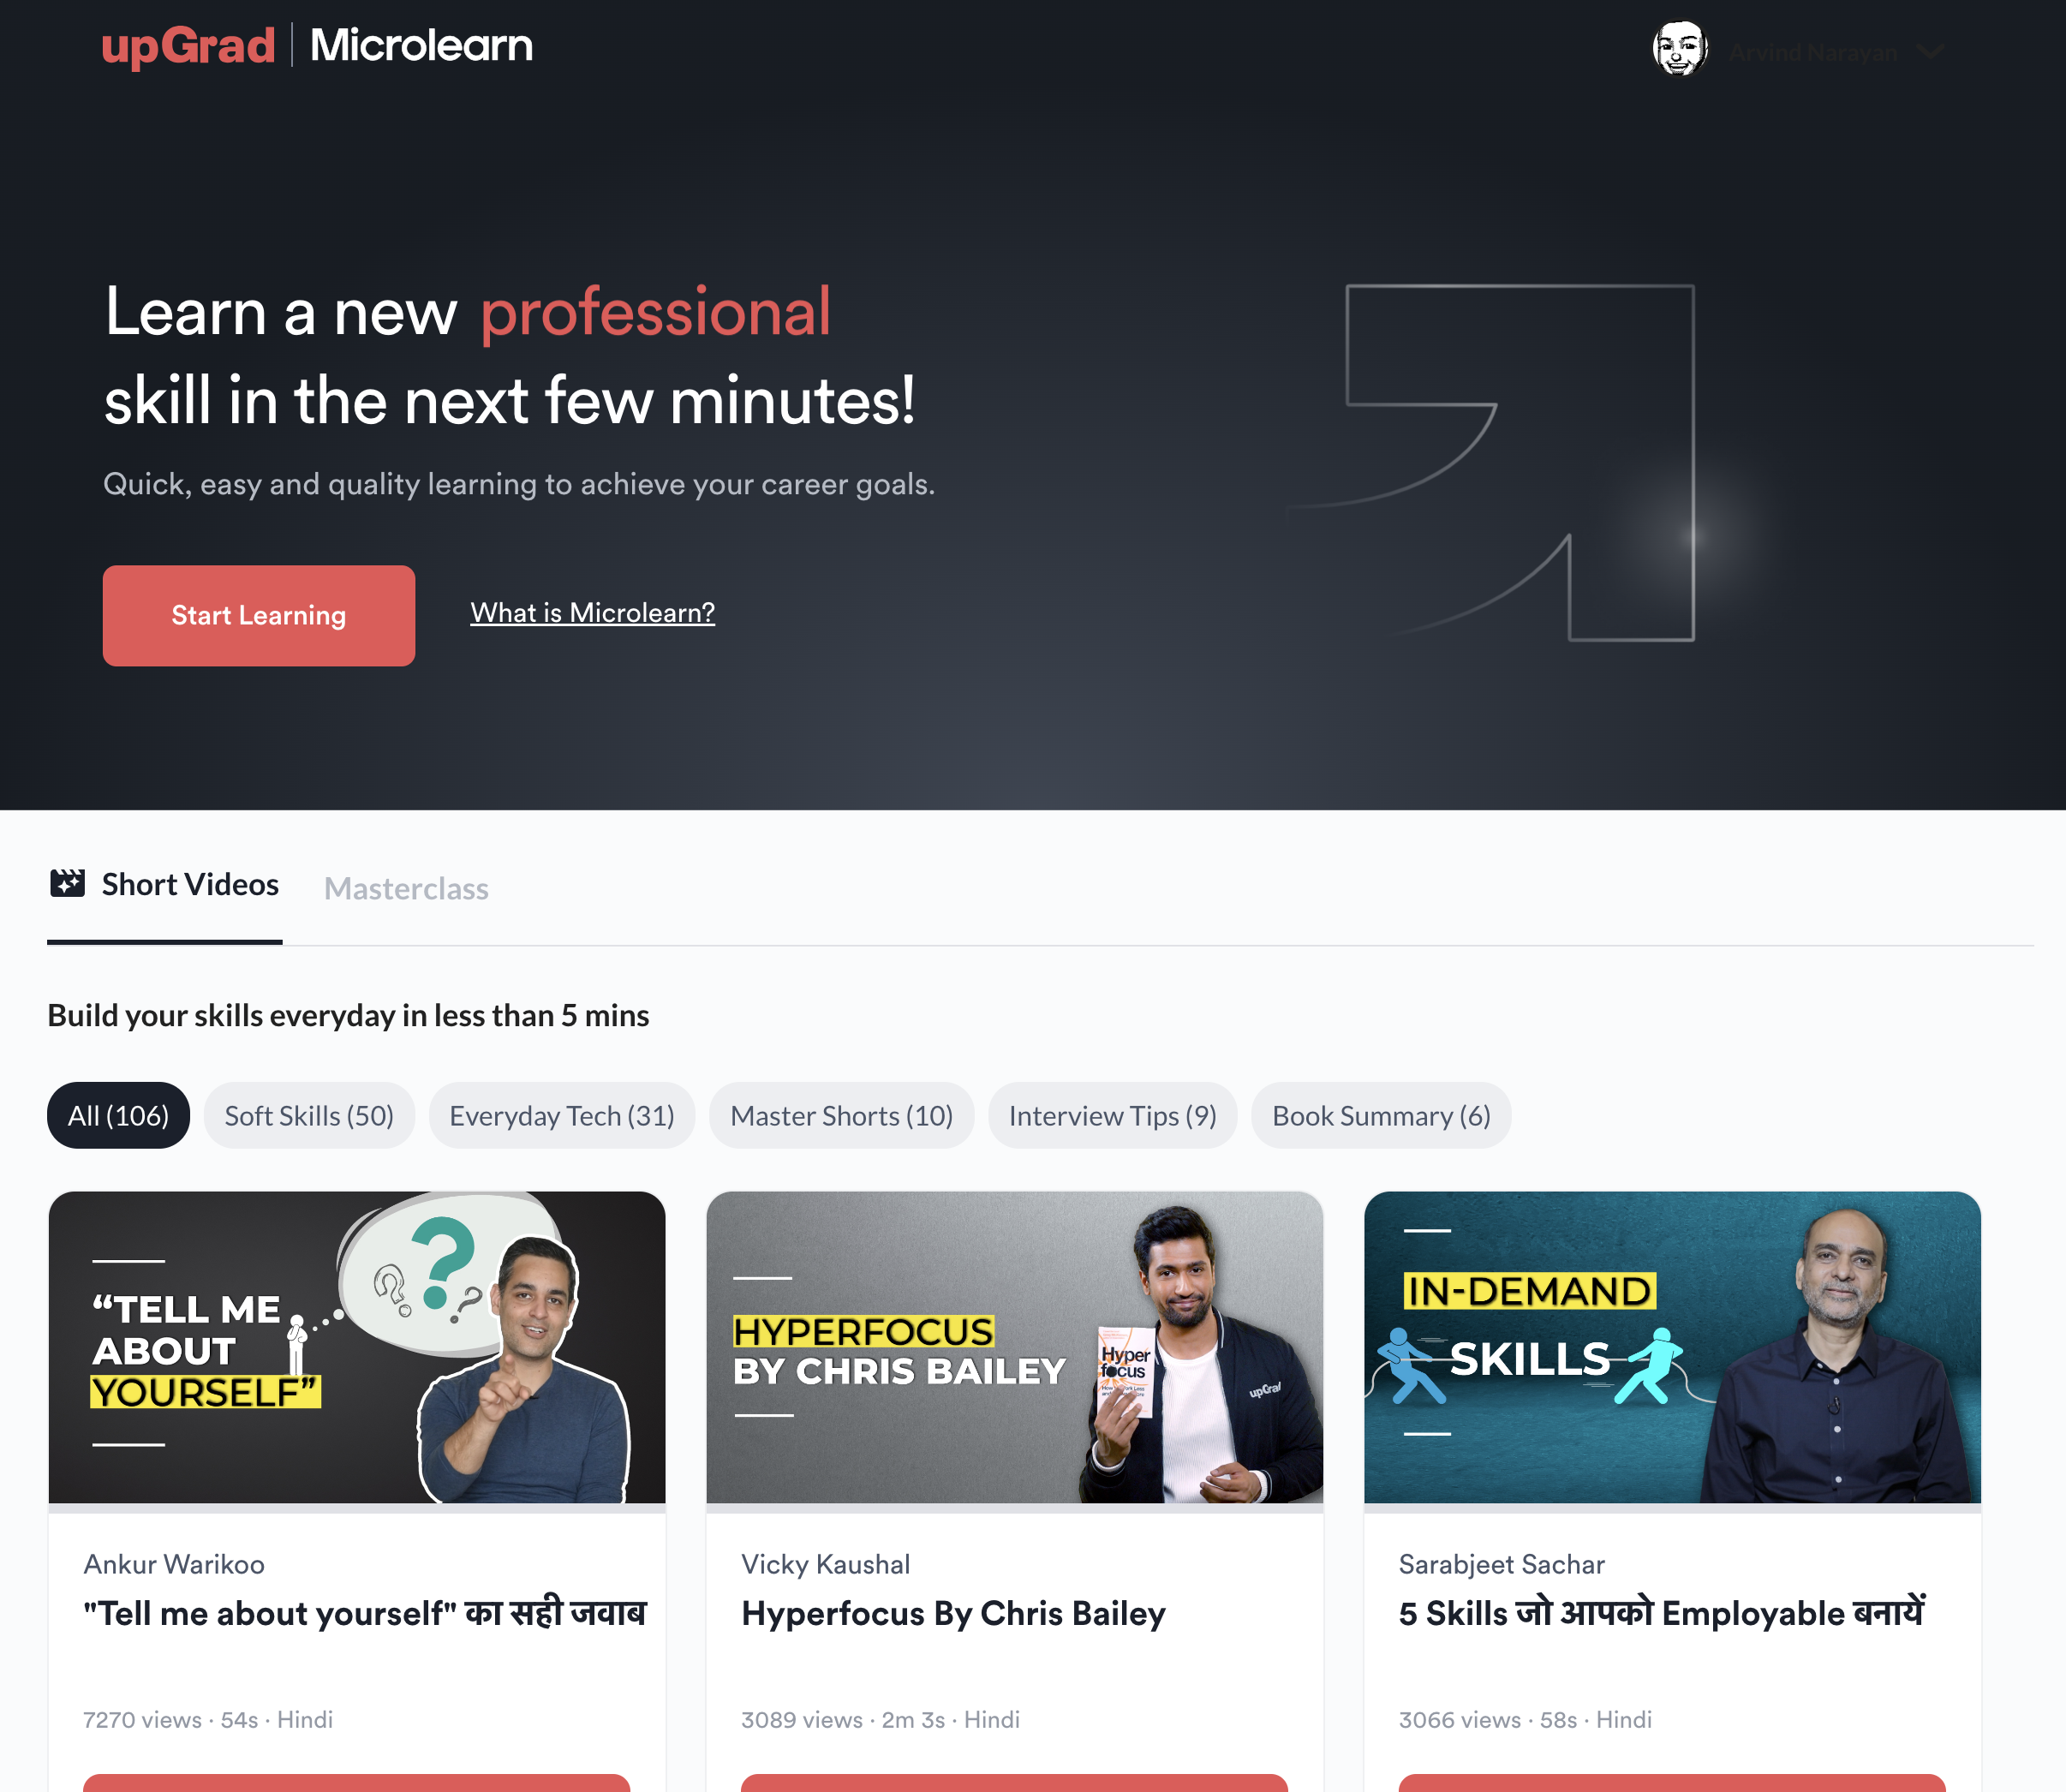 upGrad | Microlearn
Arvind Narayan
Learn a new professional
skill in the next few minutes!
Quick, easy and quality learning to achieve your career goals.
Start Learning
What is Microlearn?
Short Videos
Masterclass
Build your skills everyday in less than 5 mins
All (106)
Soft Skills (50)
Everyday Tech (31)
Master Shorts (10)
Interview Tips (9)
Book Summary (6)
“TELL ME
ABOUT
YOURSELF”
HYPERFOCUS
BY CHRIS BAILEY
Hyper
focus
upGrad
IN-DEMAND
SKILLS
Ankur Warikoo
"Tell me about yourself" का सही जवाब
7270 views · 54s · Hindi
Vicky Kaushal
Hyperfocus By Chris Bailey
3089 views · 2m 3s · Hindi
Sarabjeet Sachar
5 Skills जो आपको Employable बनायें
3066 views · 58s · Hindi